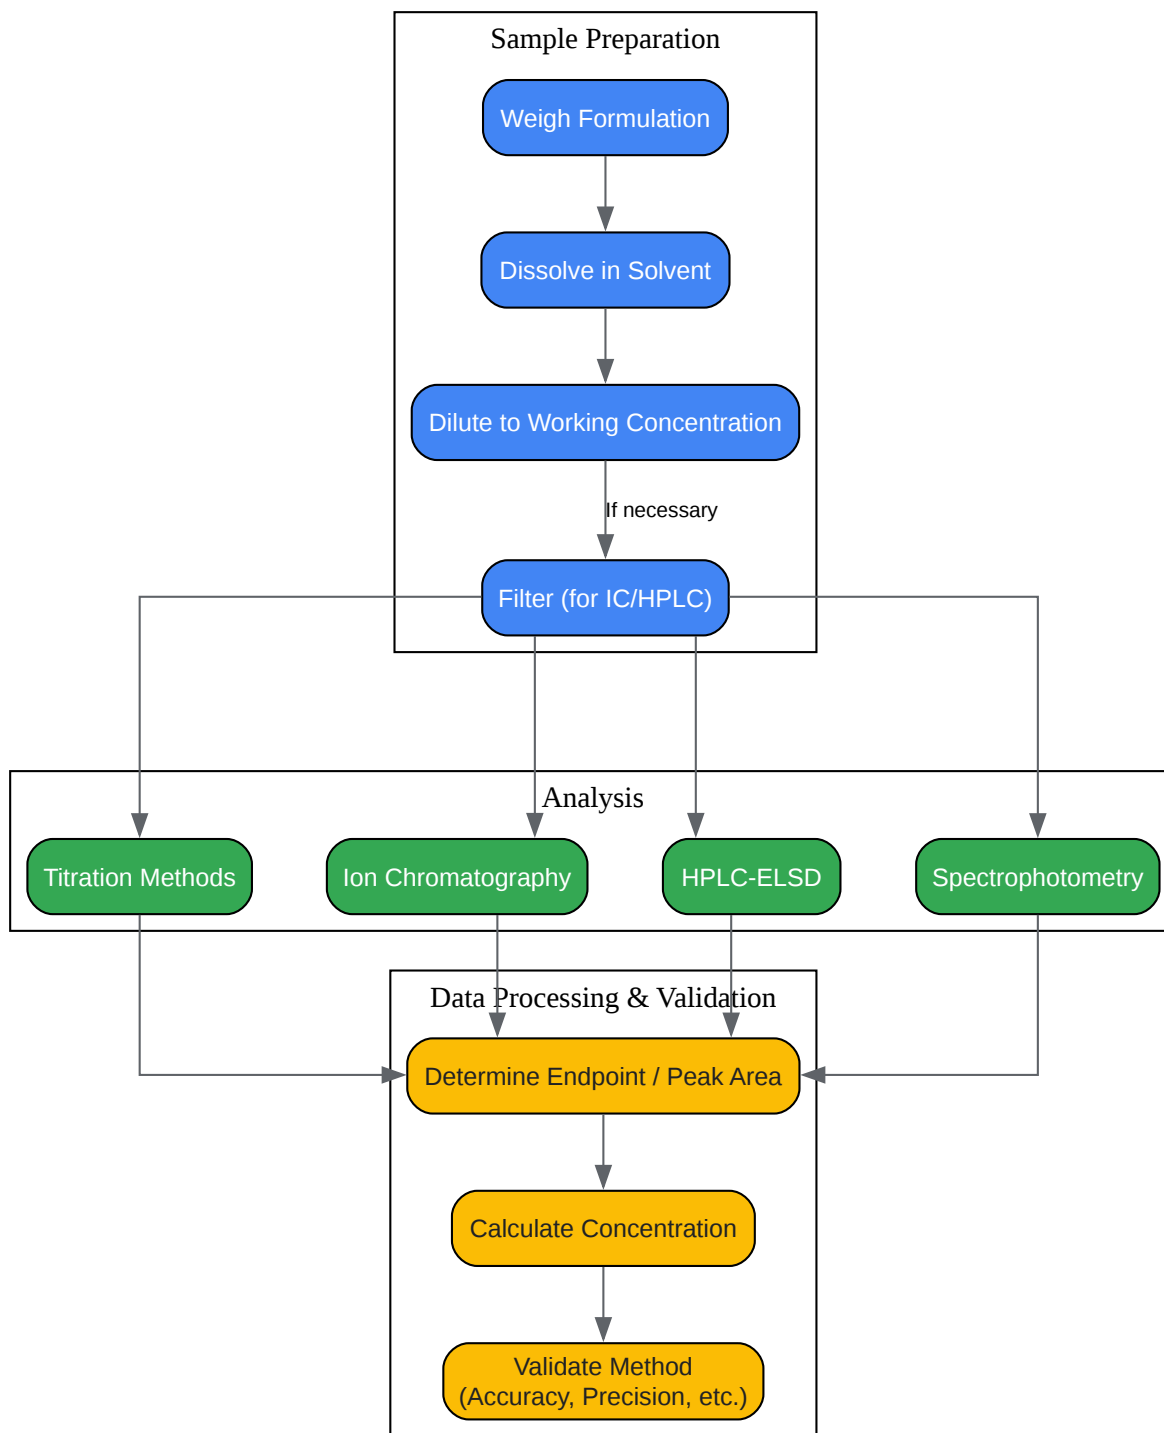 Sample Preparation
Weigh Formulation
Dissolve in Solvent
Dilute to Working Concentration
If necessary
Filter (for IC/HPLC)
Analysis
Titration Methods
Ion Chromatography
HPLC-ELSD
Spectrophotometry
Data Processing & Validation
Determine Endpoint / Peak Area
Calculate Concentration
Validate Method
(Accuracy, Precision, etc.)